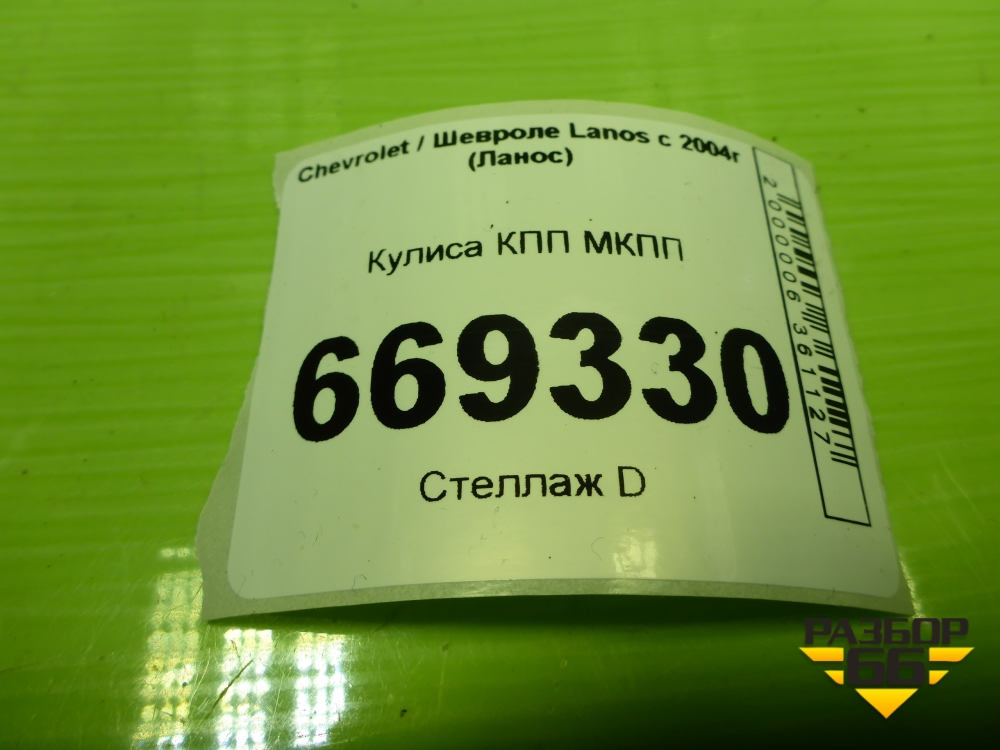 Chevrolet / Шевроле Lanos с 2004г
(Ланос)
Кулиса КПП МКПП
669330
Стеллаж D
2000006361127
РАЗБОР
66